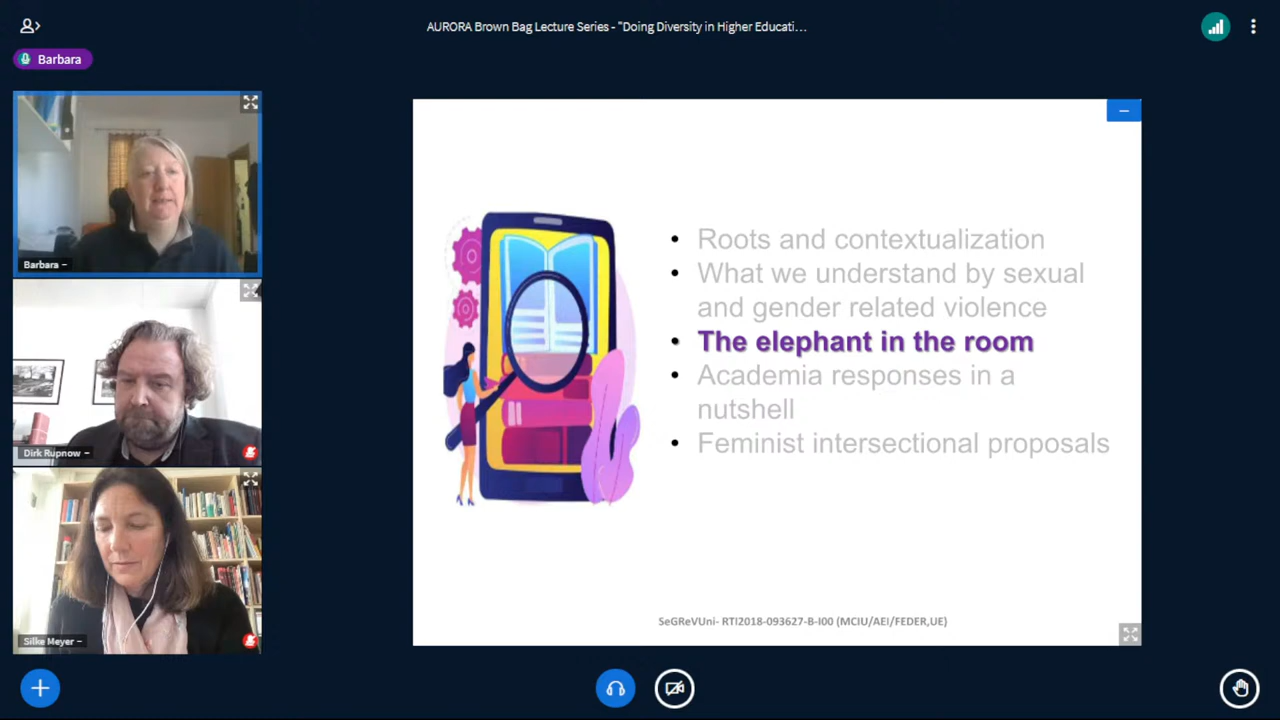 AURORA Brown Bag Lecture Series - "Doing Diversity in Higher Educati…
Barbara
Barbara
Dirk Rupnow
Silke Meyer
• Roots and contextualization
• What we understand by sexual
and gender related violence
• The elephant in the room
• Academia responses in a
nutshell
• Feminist intersectional proposals
SeGReVUni- RTI2018-093627-B-I00 (MCIU/AEI/FEDER,UE)